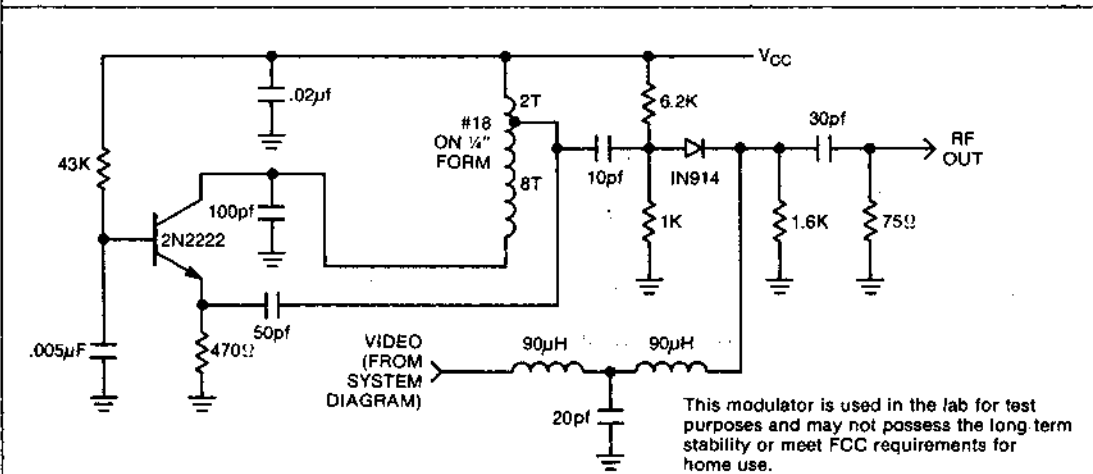 VCC
.02µf
2T
#18
ON ¼"
FORM
8T
6.2K
30pf
RF
OUT
43K
10pf
IN914
100pf
2N2222
1K
1.6K
75Ω
50pf
.005µF
470Ω
VIDEO
(FROM
SYSTEM
DIAGRAM)
90µH
90µH
20pf
This modulator is used in the lab for test
purposes and may not possess the long term
stability or meet FCC requirements for
home use.